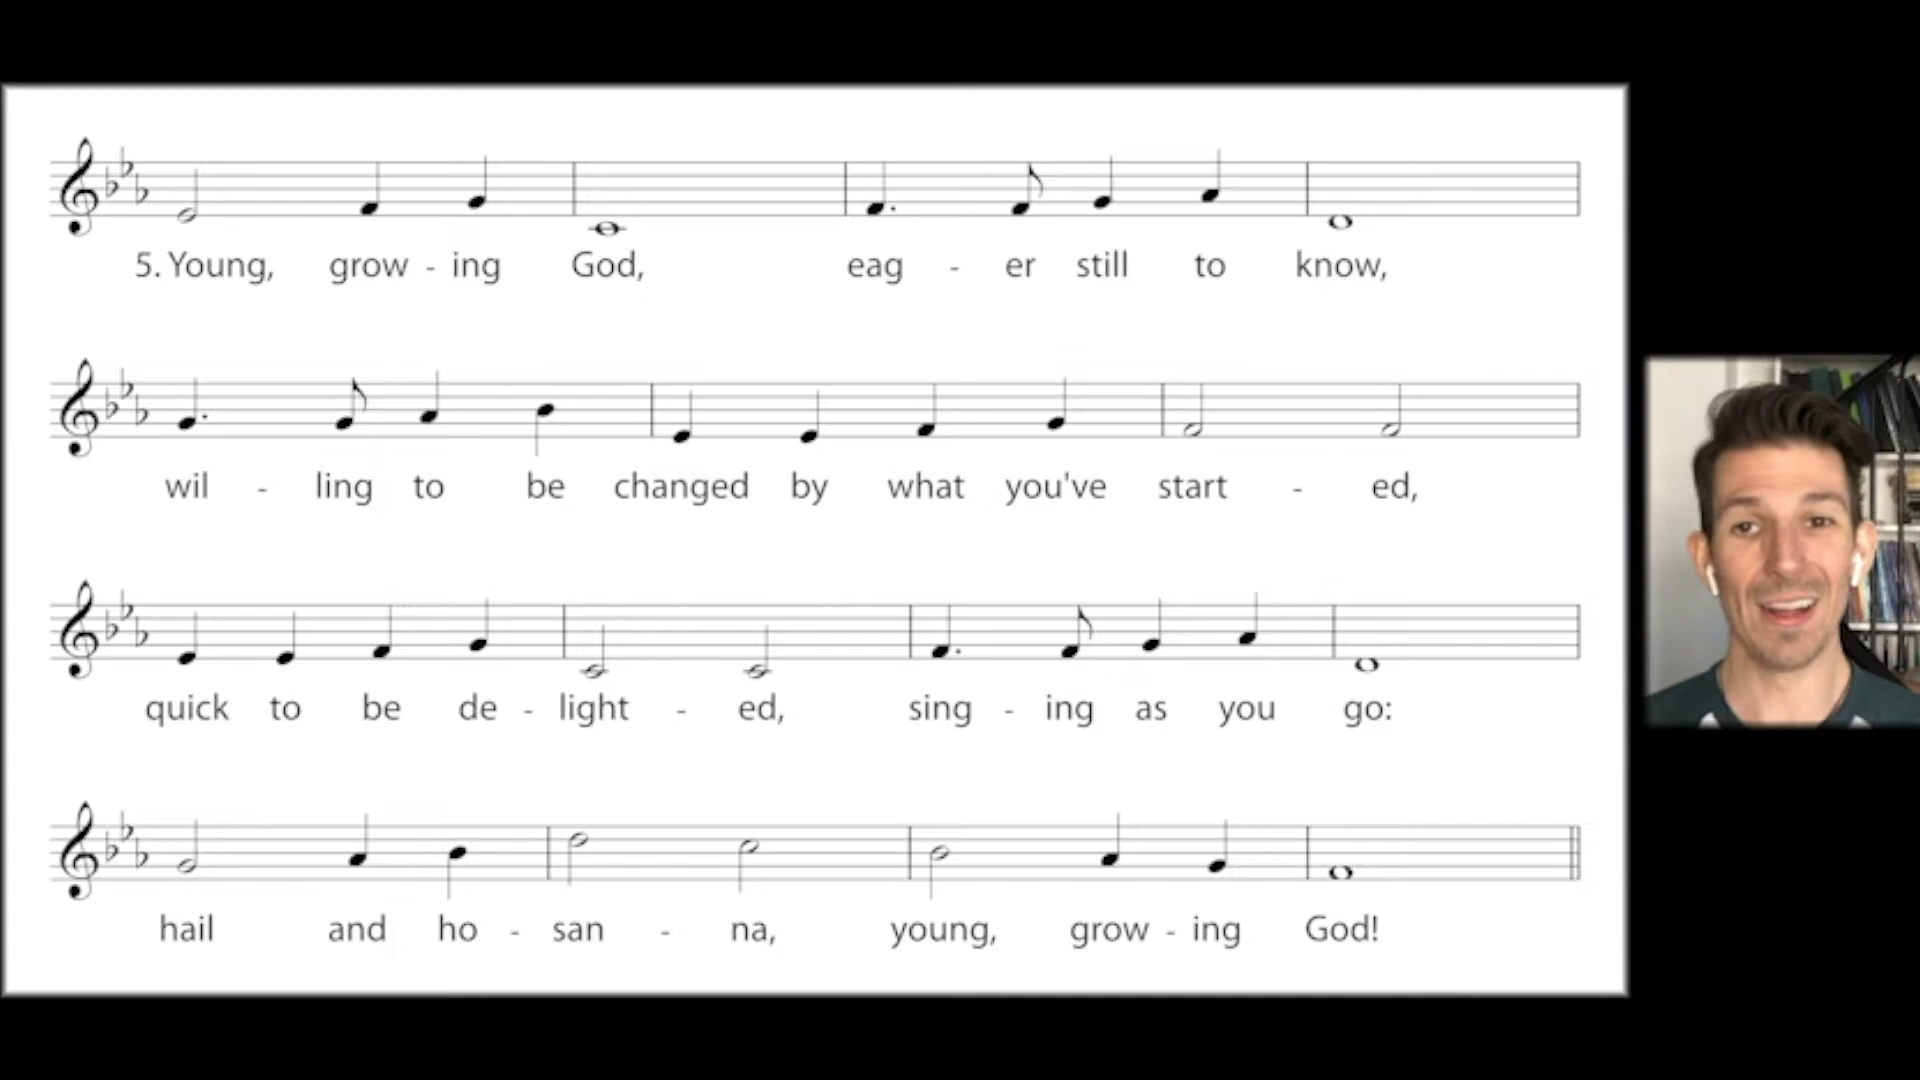 5. Young, grow - ing God, eag - er still to know,
wil - ling to be changed by what you've start - ed,
quick to be de - light - ed, sing - ing as you go:
hail and ho - san - na, young, grow - ing God!